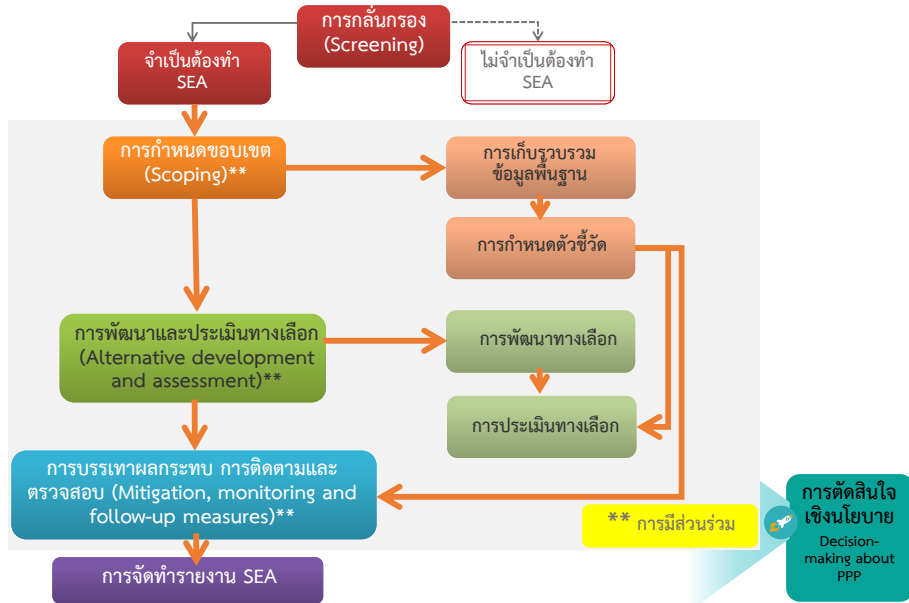 การกลั่นกรอง
(Screening)
จำเป็นต้องทำ
SEA
ไม่จำเป็นต้องทำ
SEA
การกำหนดขอบเขต
(Scoping)**
การเก็บรวบรวม
ข้อมูลพื้นฐาน
การกำหนดตัวชี้วัด
การพัฒนาและประเมินทางเลือก
(Alternative development
and assessment)**
การพัฒนาทางเลือก
การประเมินทางเลือก
การบรรเทาผลกระทบ การติดตามและ
ตรวจสอบ (Mitigation, monitoring and
follow-up measures)**
** การมีส่วนร่วม
การตัดสินใจ
เชิงนโยบาย
Decision-
making about
PPP
การจัดทำรายงาน SEA